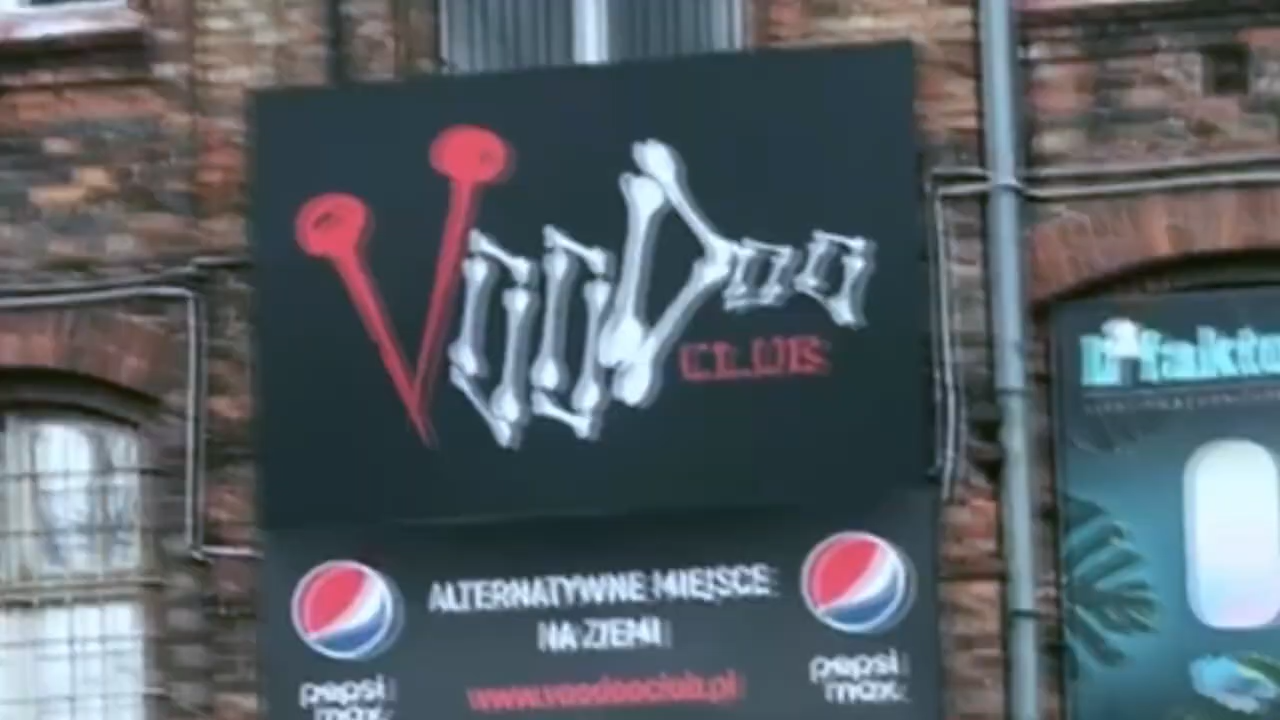 VOODOO
CLUB
ALTERNATYWNE MIEJSCE
NA ZIEMI
www.voodooclub.pl
pepsi
max
pepsi
max